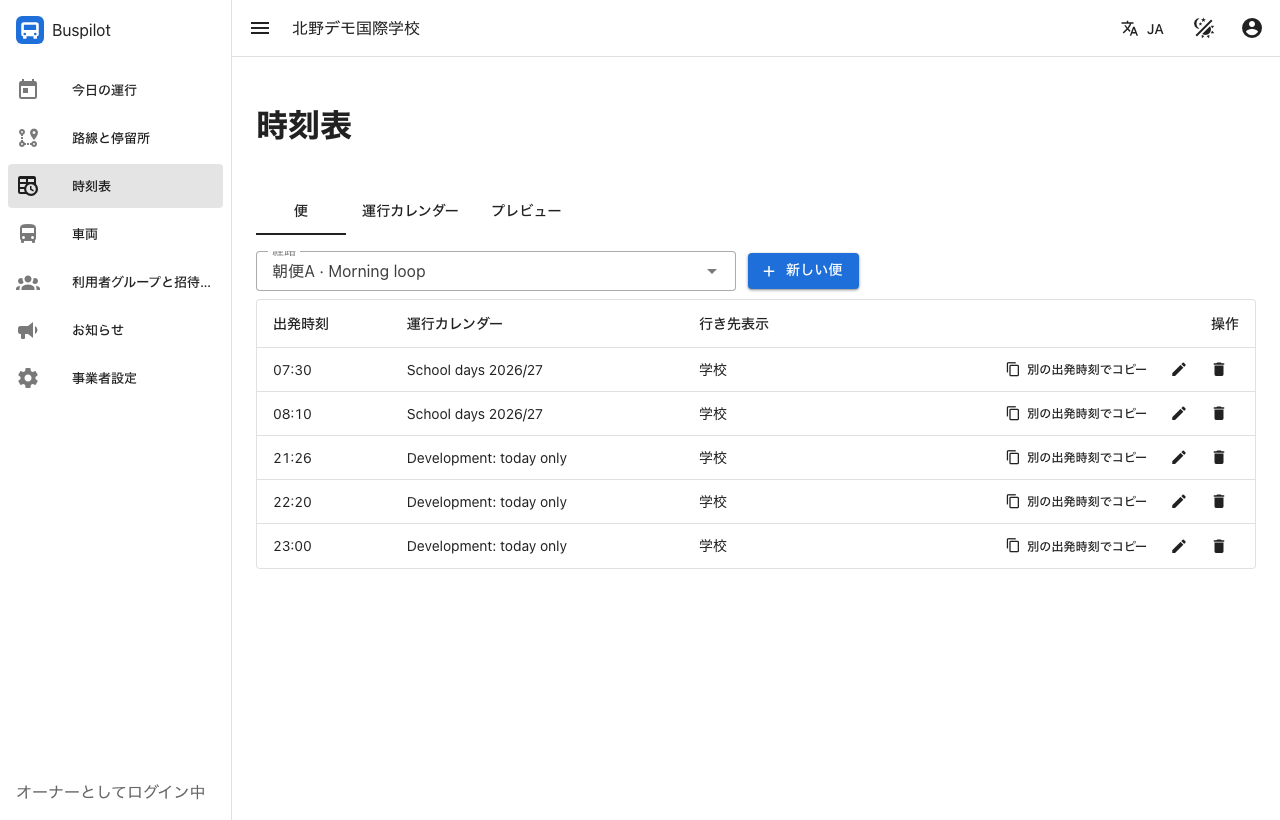 Buspilot
北野デモ国際学校
JA
今日の運行
路線と停留所
時刻表
車両
利用者グループと招待...
お知らせ
事業者設定
オーナーとしてログイン中
時刻表
便
運行カレンダー
プレビュー
朝便A · Morning loop
新しい便
出発時刻 運行カレンダー 行き先表示 操作
07:30 School days 2026/27 学校 別の出発時刻でコピー
08:10 School days 2026/27 学校 別の出発時刻でコピー
21:26 Development: today only 学校 別の出発時刻でコピー
22:20 Development: today only 学校 別の出発時刻でコピー
23:00 Development: today only 学校 別の出発時刻でコピー